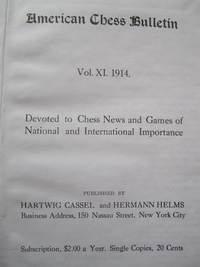 American Chess Bulletin
Vol. XI. 1914.
Devoted to Chess News and Games of
National and International Importance
PUBLISHED BY
HARTWIG CASSEL and HERMANN HELMS
Business Address, 150 Nassau Street, New York City
Subscription, $2.00 a Year. Single Copies, 20 Cents